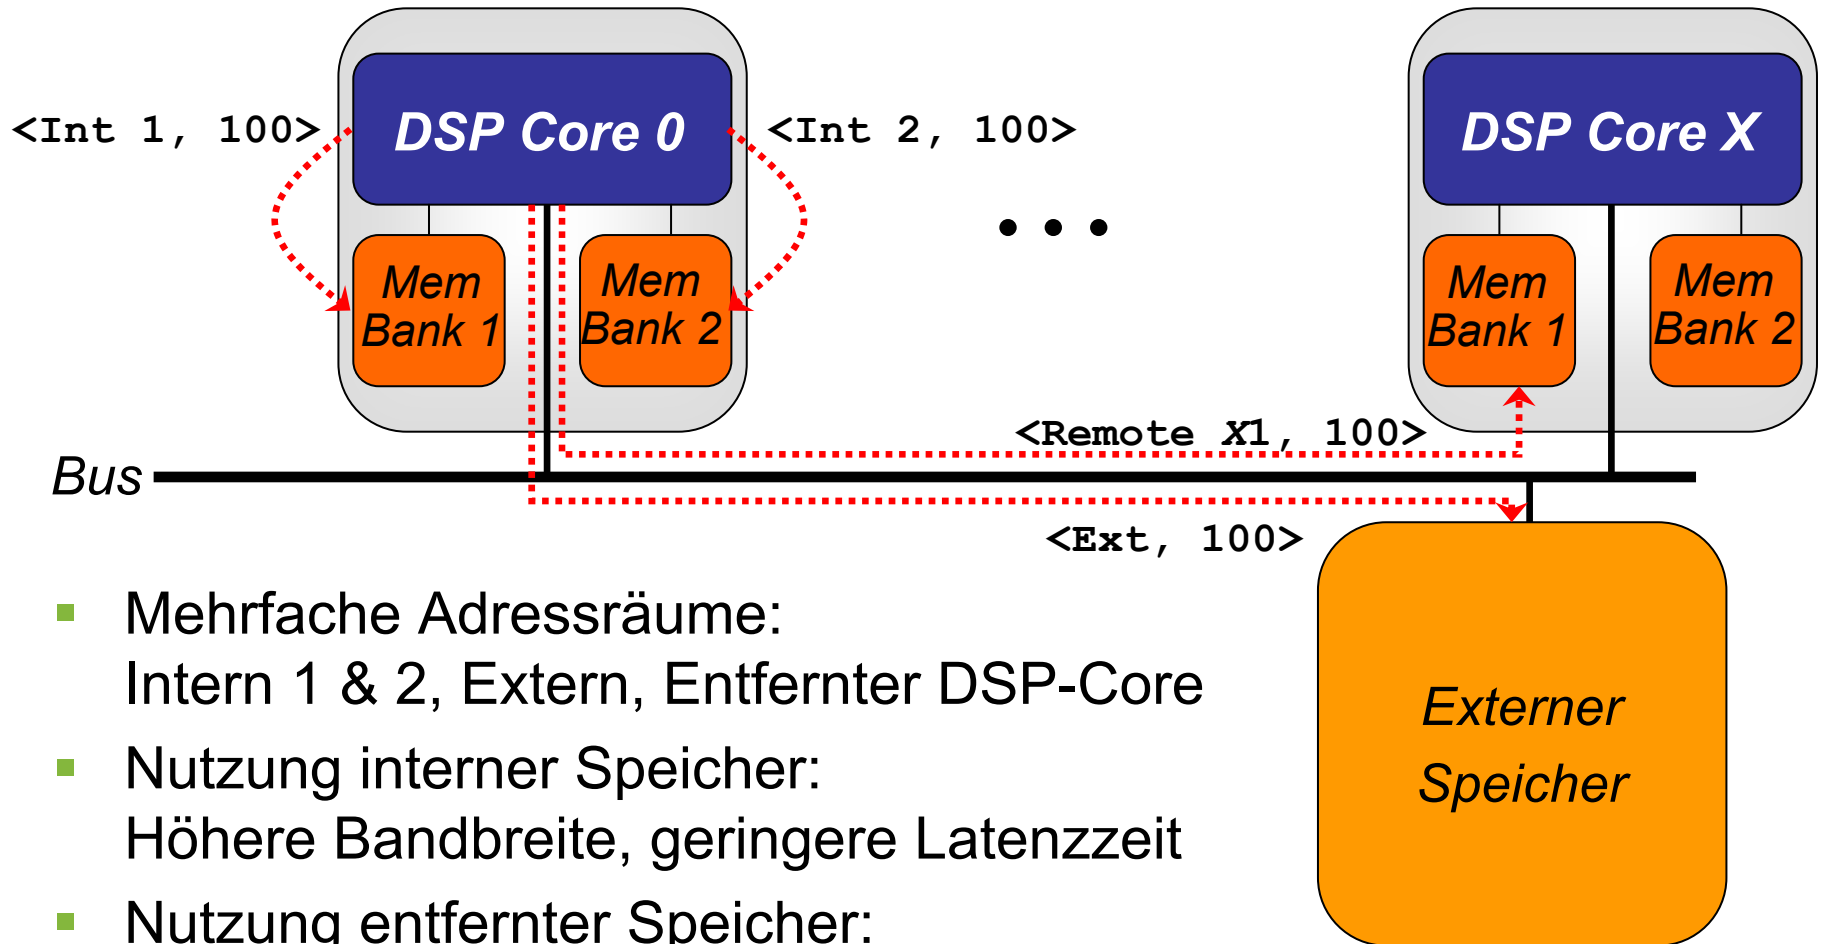 <Int 1, 100>
DSP Core 0
<Int 2, 100>
DSP Core X
Mem
Bank 1
Mem
Bank 2
Mem
Bank 1
Mem
Bank 2
<Remote X1, 100>
Bus
<Ext, 100>
Externer
Speicher
▪ Mehrfache Adressräume:
Intern 1 & 2, Extern, Entfernter DSP-Core
▪ Nutzung interner Speicher:
Höhere Bandbreite, geringere Latenzzeit
▪ Nutzung entfernter Speicher: